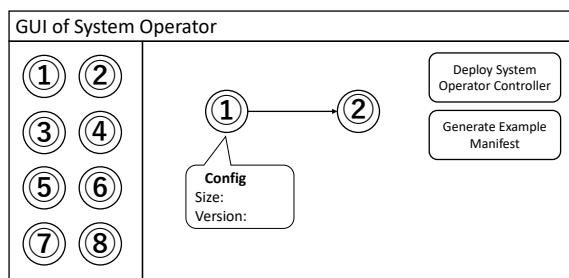 GUI of System Operator
1 2
3 4
5 6
7 8
1 2
Config
Size:
Version:
Deploy System
Operator Controller
Generate Example
Manifest